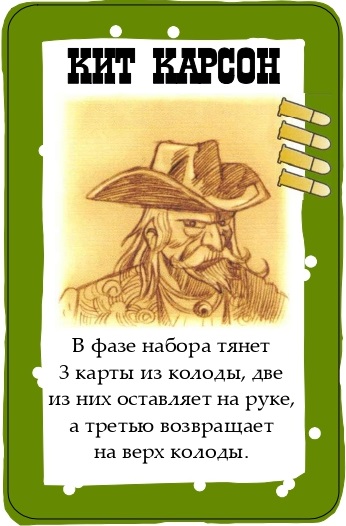 КИТ КАРСОН
В фазе набора тянет
3 карты из колоды, две
из них оставляет на руке,
а третью возвращает
на верх колоды.